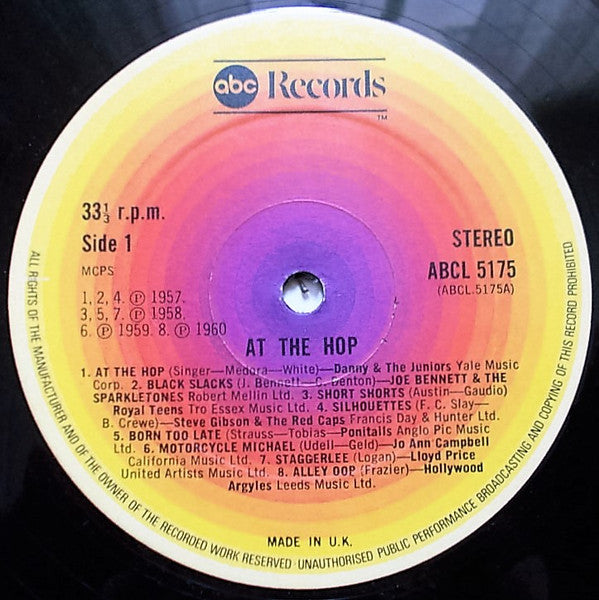 abc Records
TM
33⅓ r.p.m.
Side 1
MCPS
1, 2, 4. Ⓟ 1957.
3, 5, 7. Ⓟ 1958.
6. Ⓟ 1959. 8. Ⓟ 1960
STEREO
ABCL 5175
(ABCL.5175A)
AT THE HOP
1. AT THE HOP (Singer—Medora—White)—Danny & The Juniors Yale Music
Corp. 2. BLACK SLACKS (J. Bennett—C. Denton)—JOE BENNETT & THE
SPARKLETONES Robert Mellin Ltd. 3. SHORT SHORTS (Austin—Gaudio)
Royal Teens Tro Essex Music Ltd. 4. SILHOUETTES (F. C. Slay—
B. Crewe)—Steve Gibson & The Red Caps Francis Day & Hunter Ltd.
5. BORN TOO LATE (Strauss—Tobias—Ponitails Anglo Pic Music
Ltd. 6. MOTORCYCLE MICHAEL (Udell—Geld)—Jo Ann Campbell
California Music Ltd. 7. STAGGERLEE (Logan)—Lloyd Price
United Artists Music Ltd. 8. ALLEY OOP (Frazier)—Hollywood
Argyles Leeds Music Ltd.
MADE IN U.K.
ALL RIGHTS OF THE MANUFACTURER AND OF THE OWNER OF THE RECORDED WORK RESERVED · UNAUTHORISED PUBLIC PERFORMANCE BROADCASTING AND COPYING OF THIS RECORD PROHIBITED